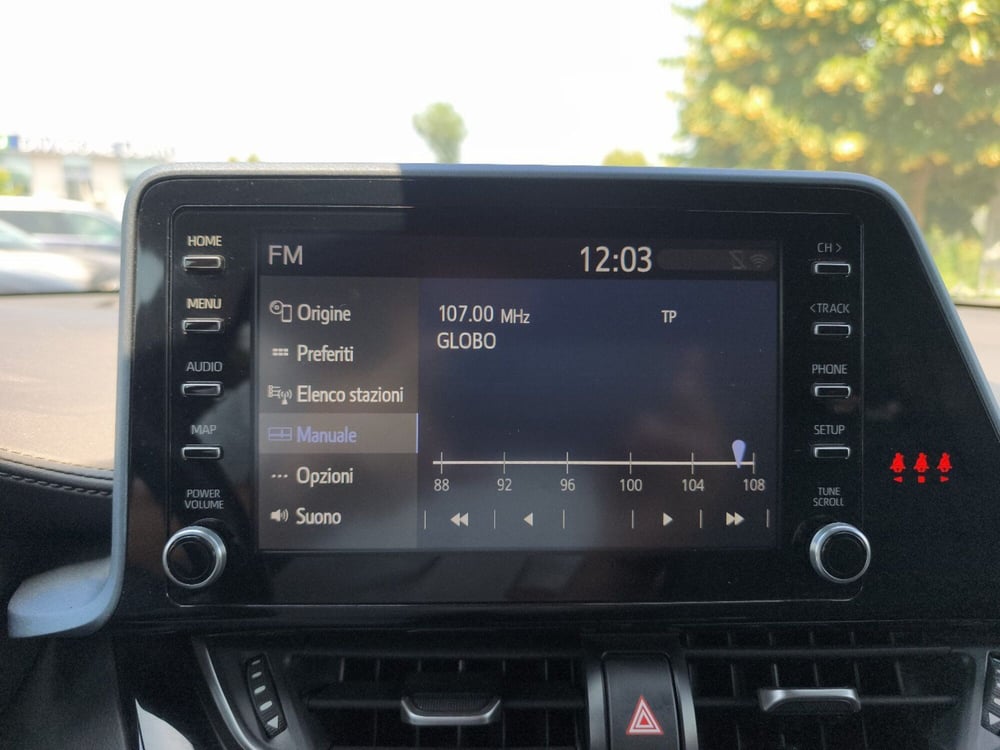 HOME
MENU
AUDIO
MAP
POWER
VOLUME
FM
12:03
Origine
Preferiti
Elenco stazioni
Manuale
Opzioni
Suono
107.00 MHz
TP
GLOBO
88 92 96 100 104 108
CH >
< TRACK
PHONE
SETUP
TUNE
SCROLL